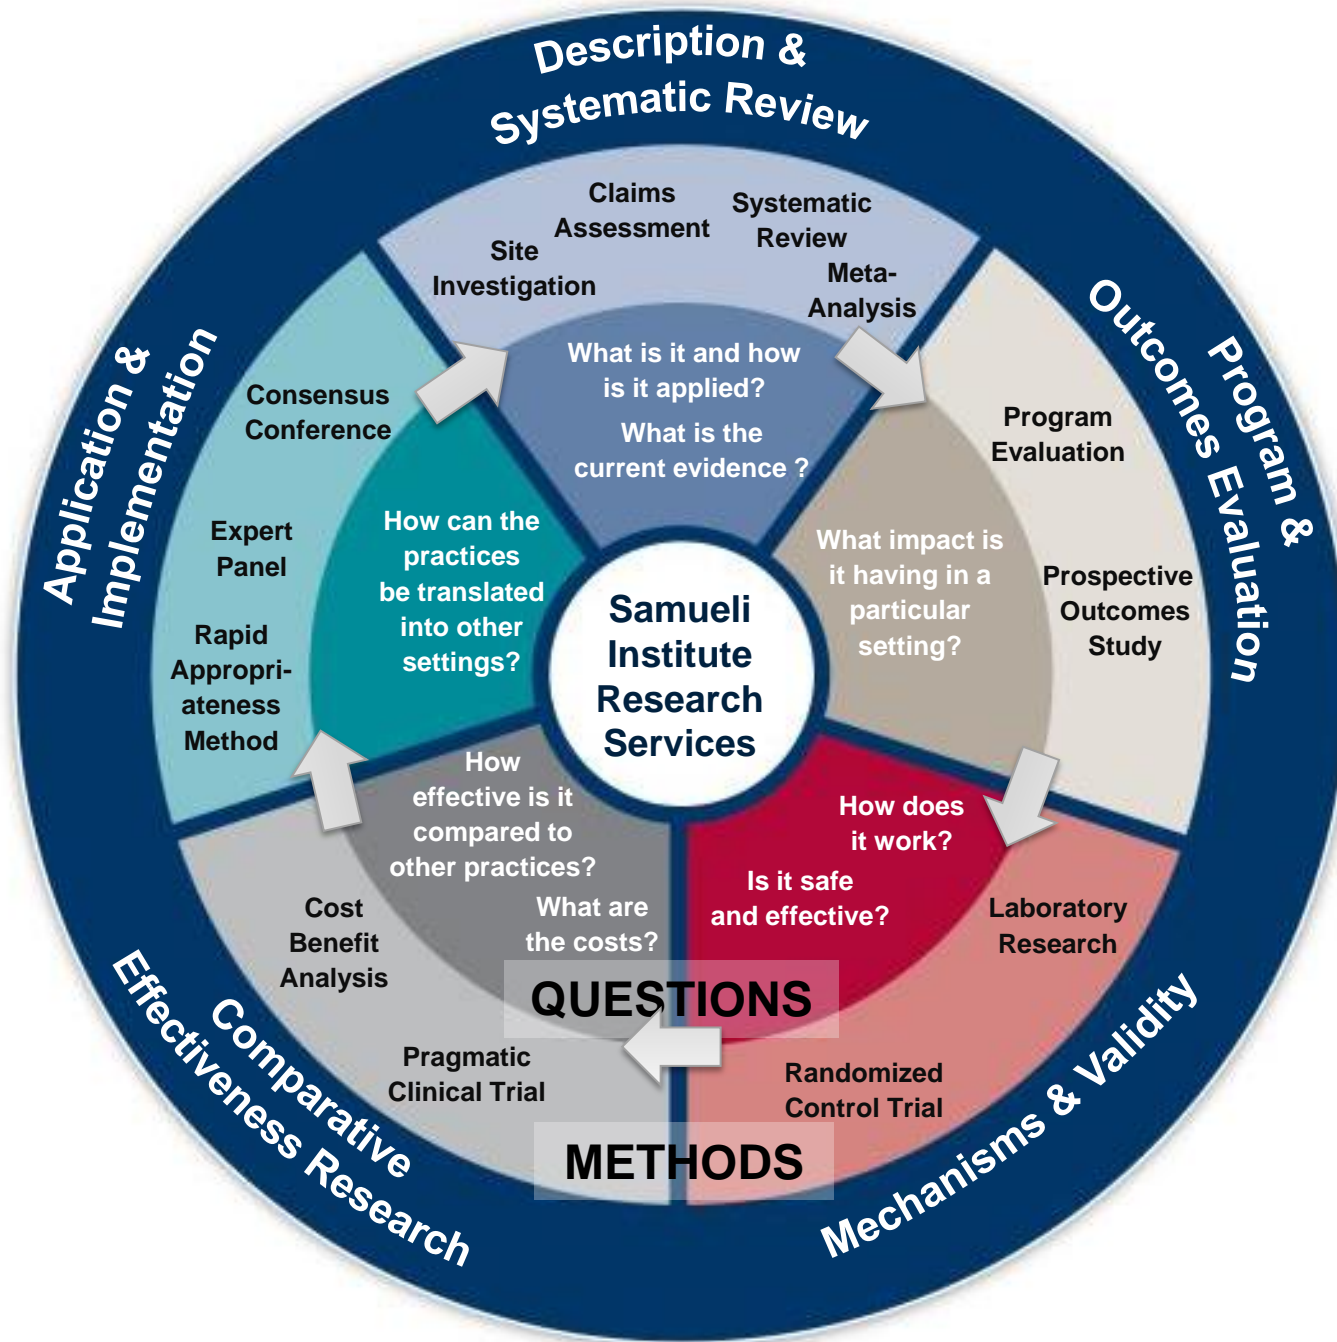 Description &
Systematic Review
Claims
Assessment
Systematic
Review
Site
Investigation
Meta-
Analysis
What is it and how
is it applied?
What is the
current evidence ?
Program &
Outcomes Evaluation
Program
Evaluation
Prospective
Outcomes
Study
What impact is
it having in a
particular
setting?
Mechanisms & Validity
How does
it work?
Is it safe
and effective?
Laboratory
Research
Randomized
Control Trial
Comparative
Effectiveness Research
How
effective is it
compared to
other practices?
What are
the costs?
Cost
Benefit
Analysis
Pragmatic
Clinical Trial
Application &
Implementation
Consensus
Conference
Expert
Panel
Rapid
Appropri-
ateness
Method
How can the
practices
be translated
into other
settings?
Samueli
Institute
Research
Services
QUESTIONS
METHODS